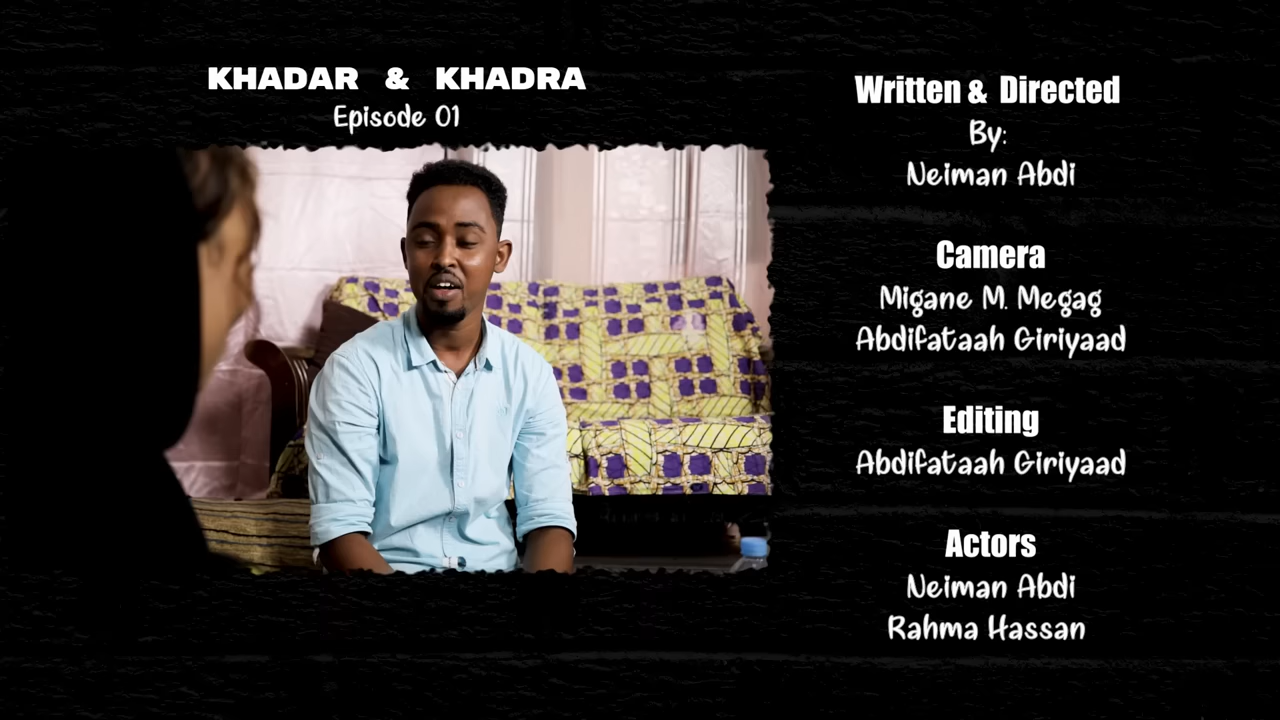 KHADAR & KHADRA
Episode 01
Written & Directed
By:
Neiman Abdi
Camera
Migane M. Megag
Abdifataah Giriyaad
Editing
Abdifataah Giriyaad
Actors
Neiman Abdi
Rahma Hassan